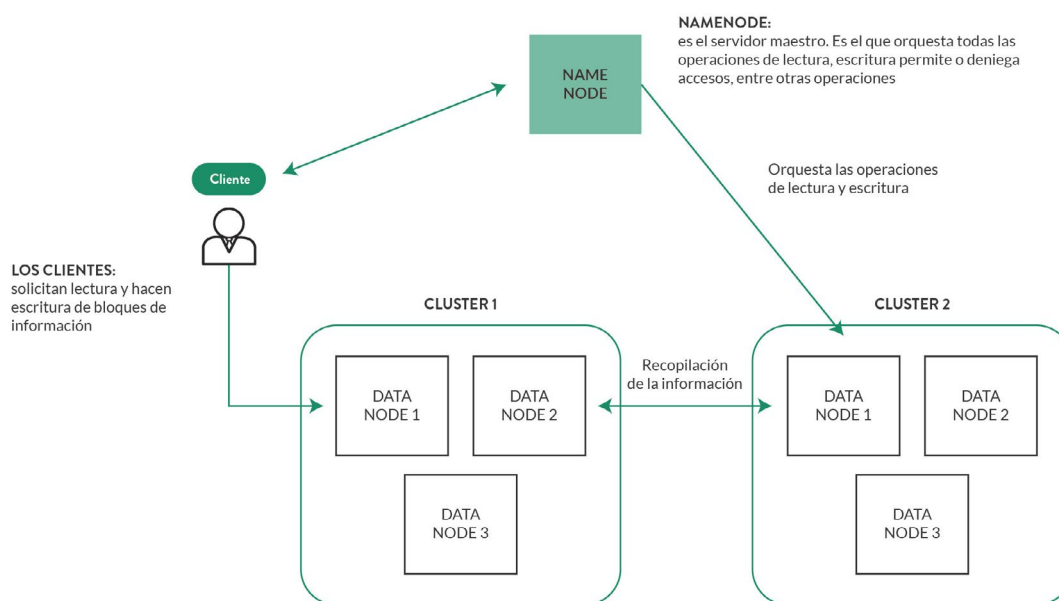 NAMENODE:
es el servidor maestro. Es el que orquesta todas las
operaciones de lectura, escritura permite o deniega
accesos, entre otras operaciones
NAME
NODE
Orquesta las operaciones
de lectura y escritura
Cliente
LOS CLIENTES:
solicitan lectura y hacen
escritura de bloques de
información
CLUSTER 1
DATA
NODE 1
DATA
NODE 2
DATA
NODE 3
Recopilación
de la información
CLUSTER 2
DATA
NODE 1
DATA
NODE 2
DATA
NODE 3